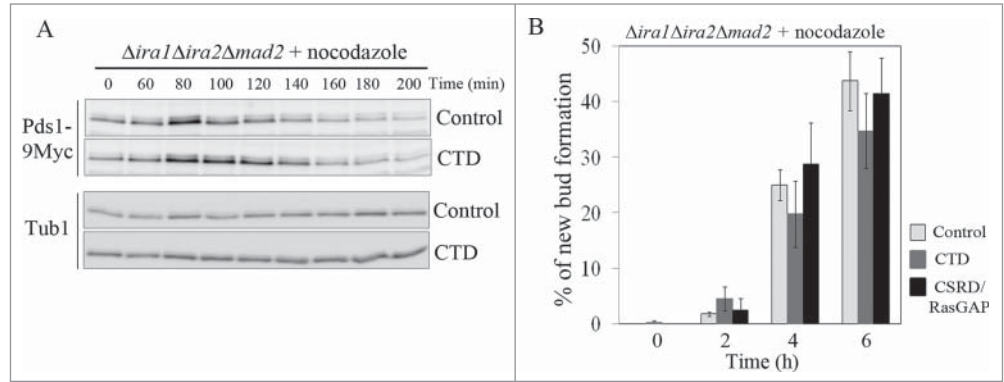 A
Δira1Δira2Δmad2 + nocodazole
0 60 80 100 120 140 160 180 200 Time (min)
Pds1-
9Myc
Control
CTD
Tub1
Control
CTD
B
Δira1Δira2Δmad2 + nocodazole
% of new bud formation
50
40
30
20
10
0
0 2 4 6
Time (h)
Control
CTD
CSRD/
RasGAP